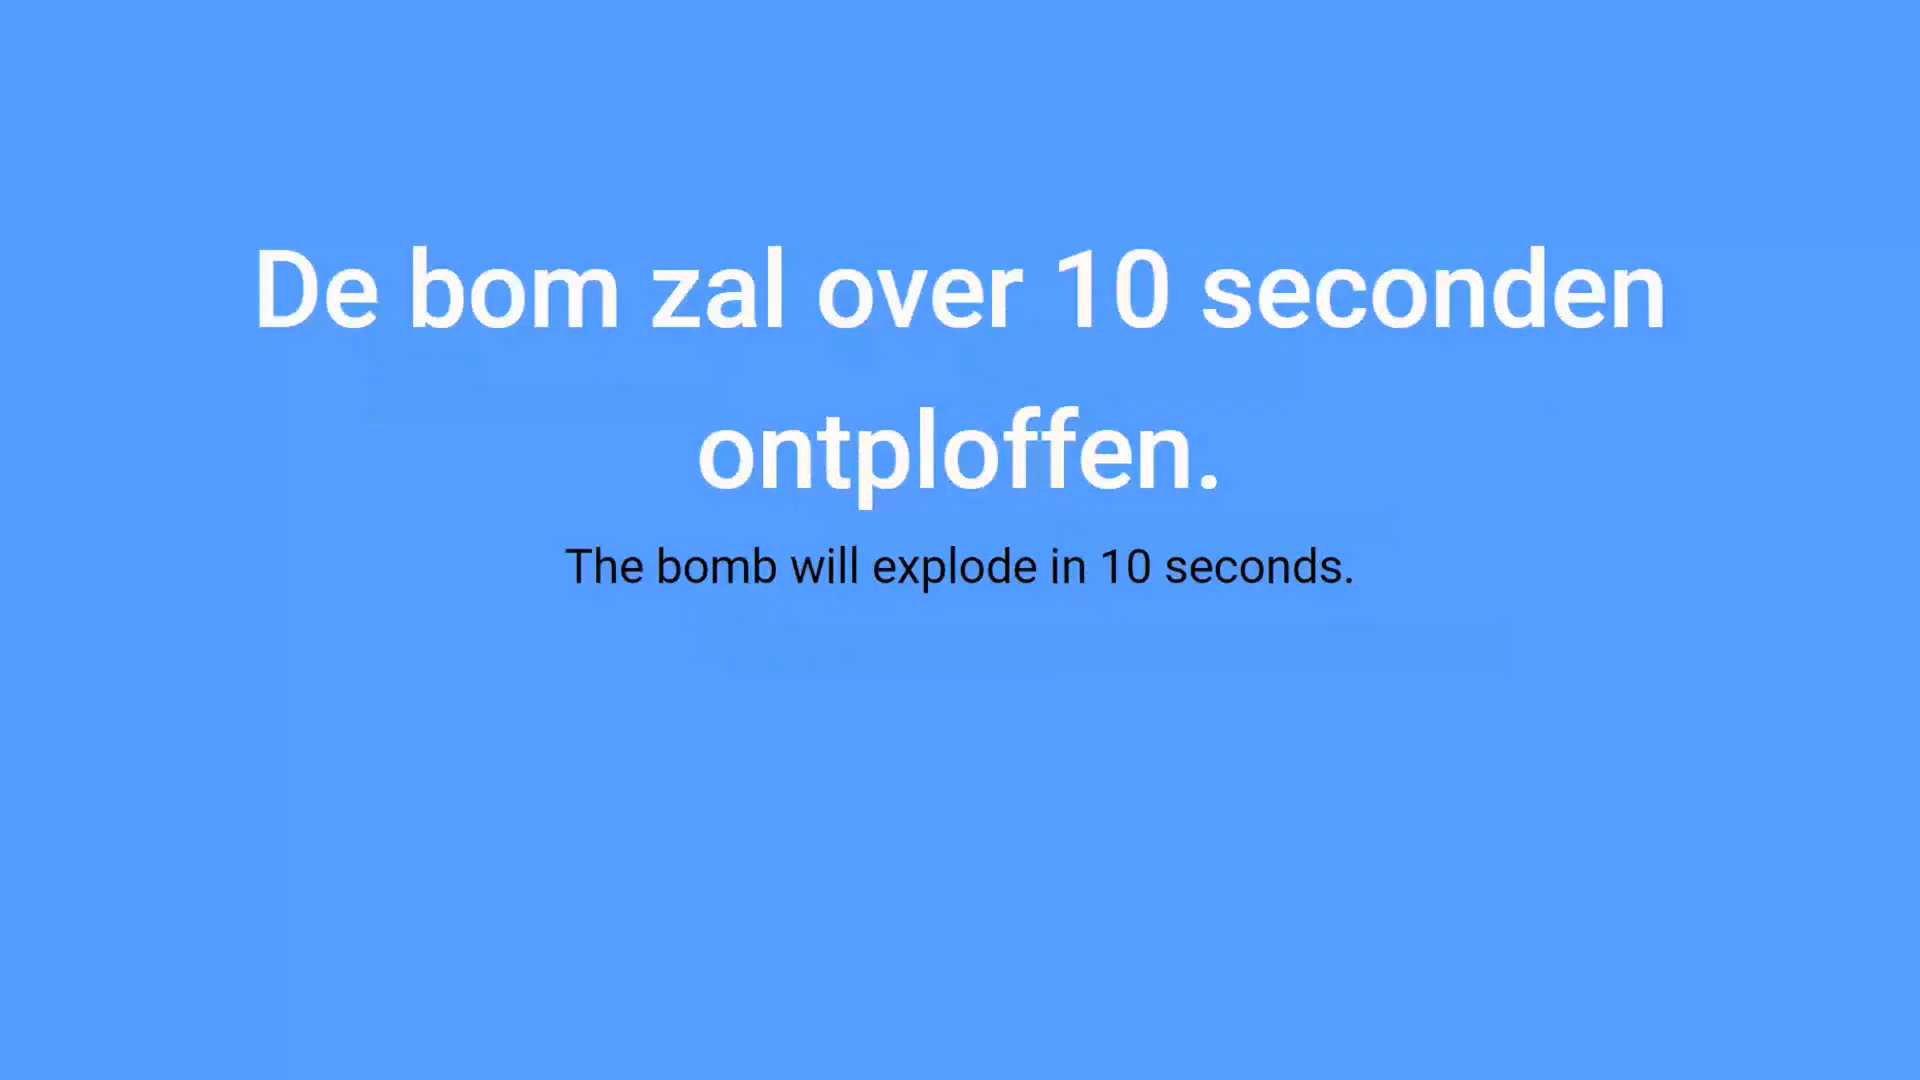 De bom zal over 10 seconden
ontploffen.
The bomb will explode in 10 seconds.